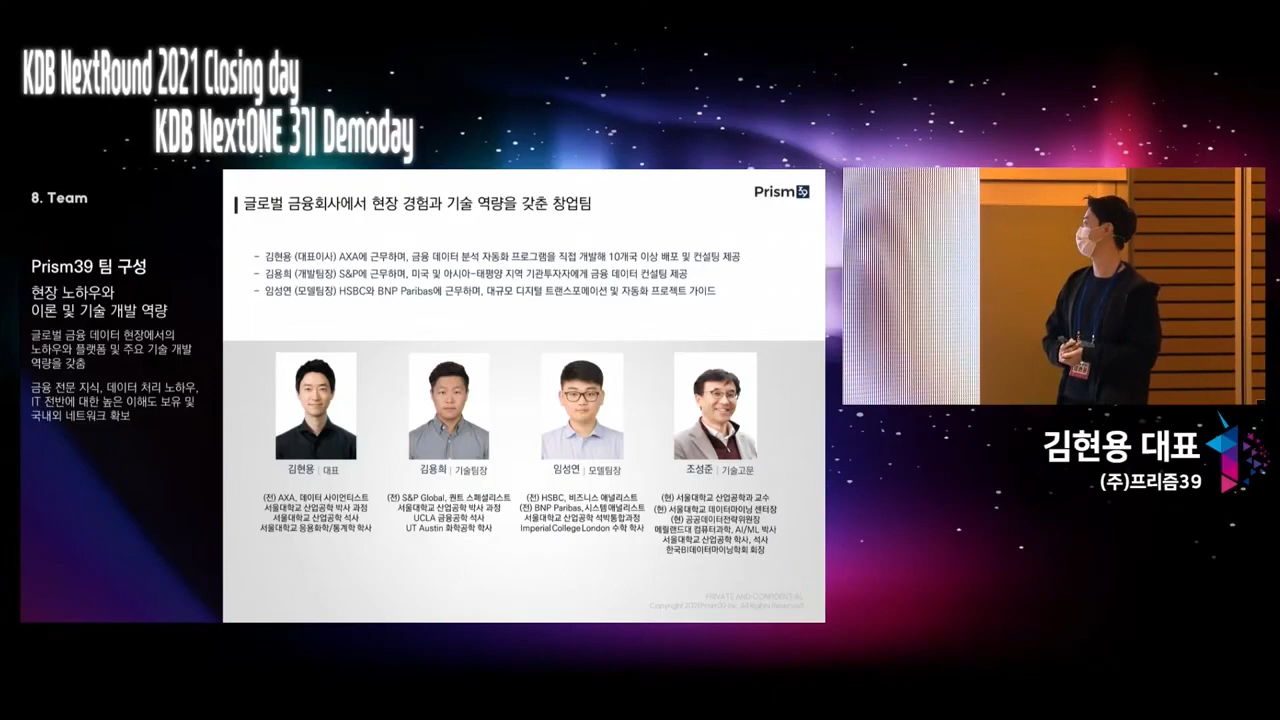 KDB NextRound 2021 Closing day
KDB NextONE 3기 Demoday
8. Team
Prism39 팀 구성
현장 노하우와
이론 및 기술 개발 역량
글로벌 금융 데이터 현장에서의
노하우와 플랫폼 및 주요 기술 개발
역량을 갖춤
금융 전문 지식, 데이터 처리 노하우,
IT 전반에 대한 높은 이해도 보유 및
국내외 네트워크 확보
Prism39
글로벌 금융회사에서 현장 경험과 기술 역량을 갖춘 창업팀
- 김현용 (대표이사) AXA에 근무하며, 금융 데이터 분석 자동화 프로그램을 직접 개발해 10개국 이상 배포 및 컨설팅 제공
- 김용희 (개발팀장) S&P에 근무하며, 미국 및 아시아-태평양 지역 기관투자자에게 금융 데이터 컨설팅 제공
- 임성연 (모델팀장) HSBC와 BNP Paribas에 근무하며, 대규모 디지털 트랜스포메이션 및 자동화 프로젝트 가이드
김현용 | 대표
(전) AXA, 데이터 사이언티스트
서울대학교 산업공학 박사 과정
서울대학교 산업공학 석사
서울대학교 응용화학/통계학 학사
김용희 | 기술팀장
(전) S&P Global, 퀀트 스페셜리스트
서울대학교 산업공학 박사 과정
UCLA 금융공학 석사
UT Austin 화학공학 학사
임성연 | 모델팀장
(전) HSBC, 비즈니스 애널리스트
(전) BNP Paribas, 시스템 애널리스트
서울대학교 산업공학 석박통합과정
Imperial College London 수학 학사
조성준 | 기술고문
(현) 서울대학교 산업공학과 교수
(현) 서울대학교 데이터마이닝 센터장
(현) 공공데이터전략위원장
메릴랜드대 컴퓨터과학, AI/ML 박사
서울대학교 산업공학 학사, 석사
한국BI데이터마이닝학회 회장
PRIVATE AND CONFIDENTIAL
Copyright 2021 Prism39 Inc. All Rights Reserved
김현용 대표
(주)프리즘39